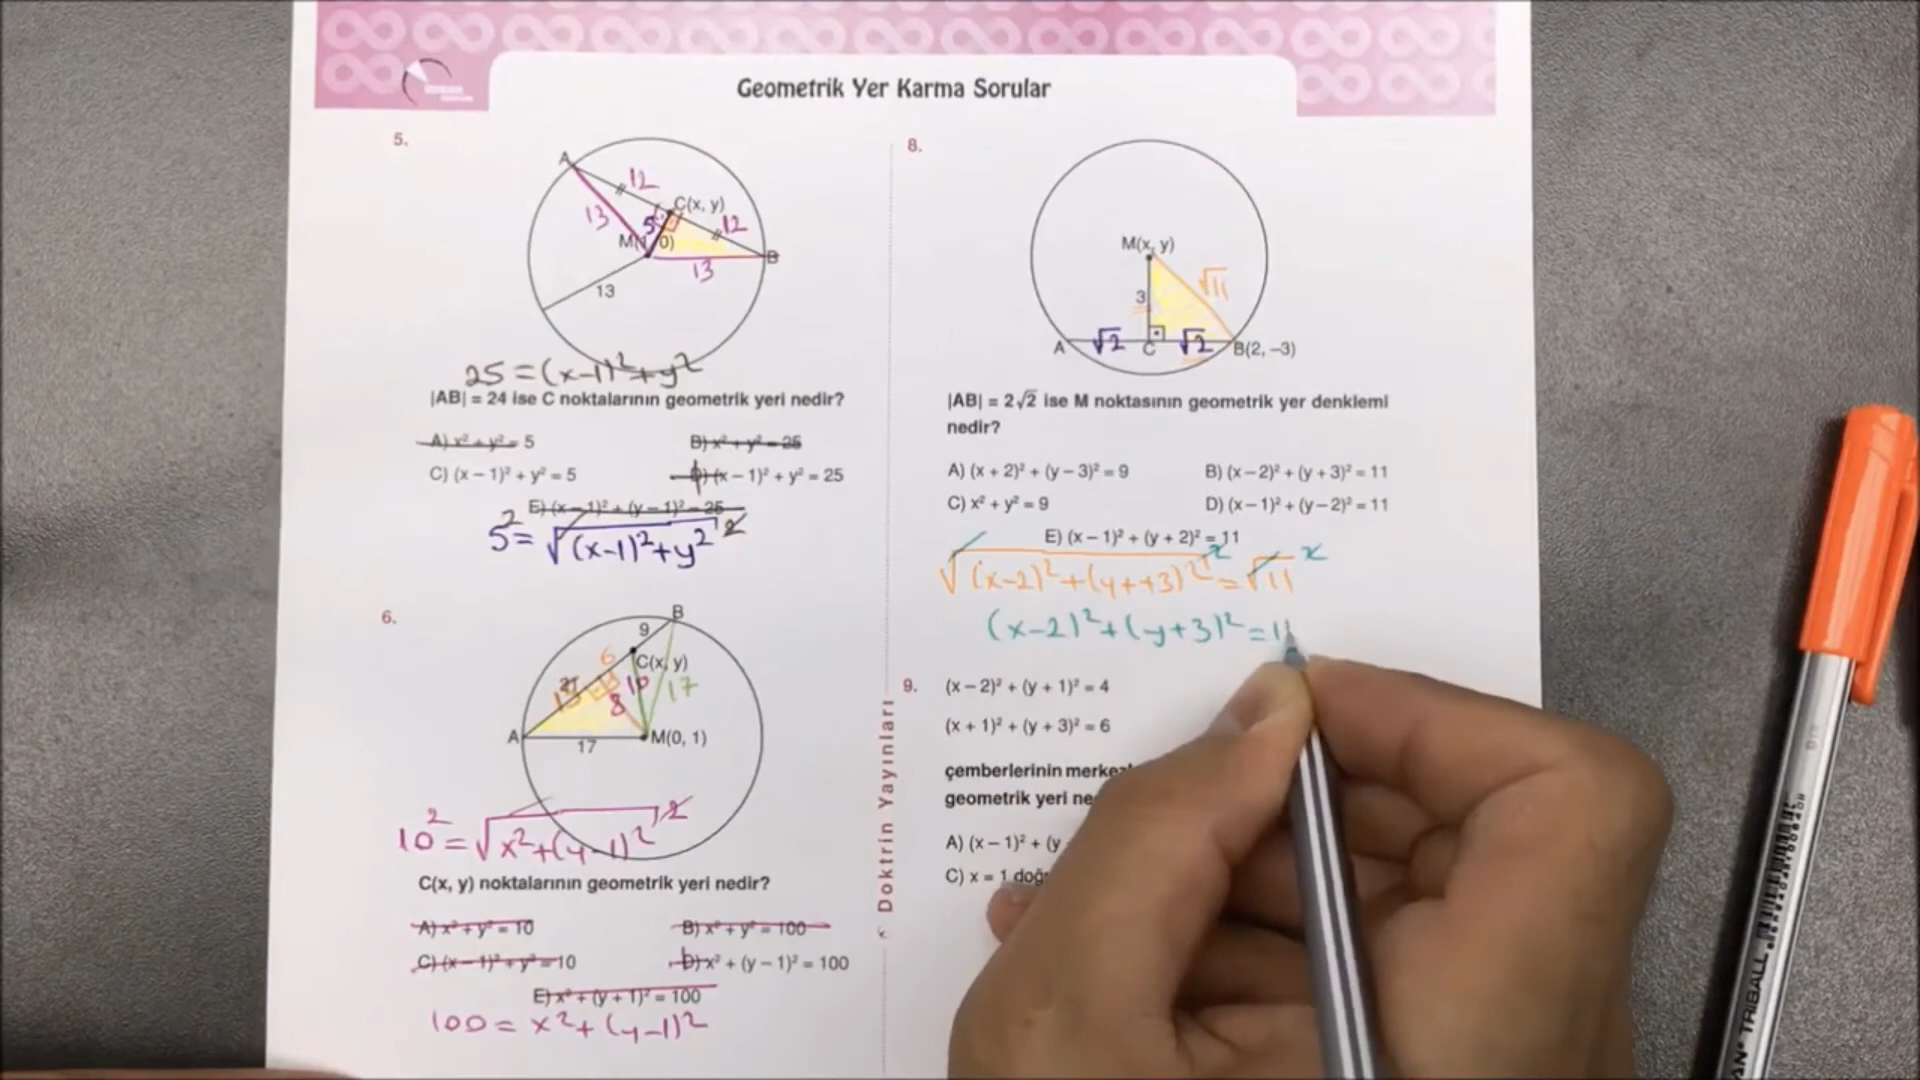 Geometrik Yer Karma Sorular
5.
A
12
C(x, y)
13
5
12
M(1, 0)
B
13
13
25 = (x-1)² + y²
|AB| = 24 ise C noktalarının geometrik yeri nedir?
A) x² + y² = 5
B) x² + y² = 25
C) (x – 1)² + y² = 5
D) (x – 1)² + y² = 25
E) (x – 1)² + (y – 1)² = 25
5² = √(x-1)² + y² ²
6.
B
9
6
C(x, y)
15
10
17
8
A
17
M(0, 1)
10² = √x² + (y-1)² ²
C(x, y) noktalarının geometrik yeri nedir?
A) x² + y² = 10
B) x² + y² = 100
C) (x – 1)² + y² = 10
D) x² + (y – 1)² = 100
E) x² + (y + 1)² = 100
100 = x² + (y-1)²
Doktrin Yayınları
8.
M(x, y)
√11
3
A
√2
C
√2
B(2, –3)
|AB| = 2√2 ise M noktasının geometrik yer denklemi
nedir?
A) (x + 2)² + (y – 3)² = 9
B) (x – 2)² + (y + 3)² = 11
C) x² + y² = 9
D) (x – 1)² + (y – 2)² = 11
E) (x – 1)² + (y + 2)² = 11
√(x-2)² + (y++3)² ² = √11 ²
(x-2)² + (y+3)² = 11
9.
(x – 2)² + (y + 1)² = 4
(x + 1)² + (y + 3)² = 6
çemberlerinin
geometrik yeri
A) (x – 1)² + (y
C) x = 1
TRIBALL